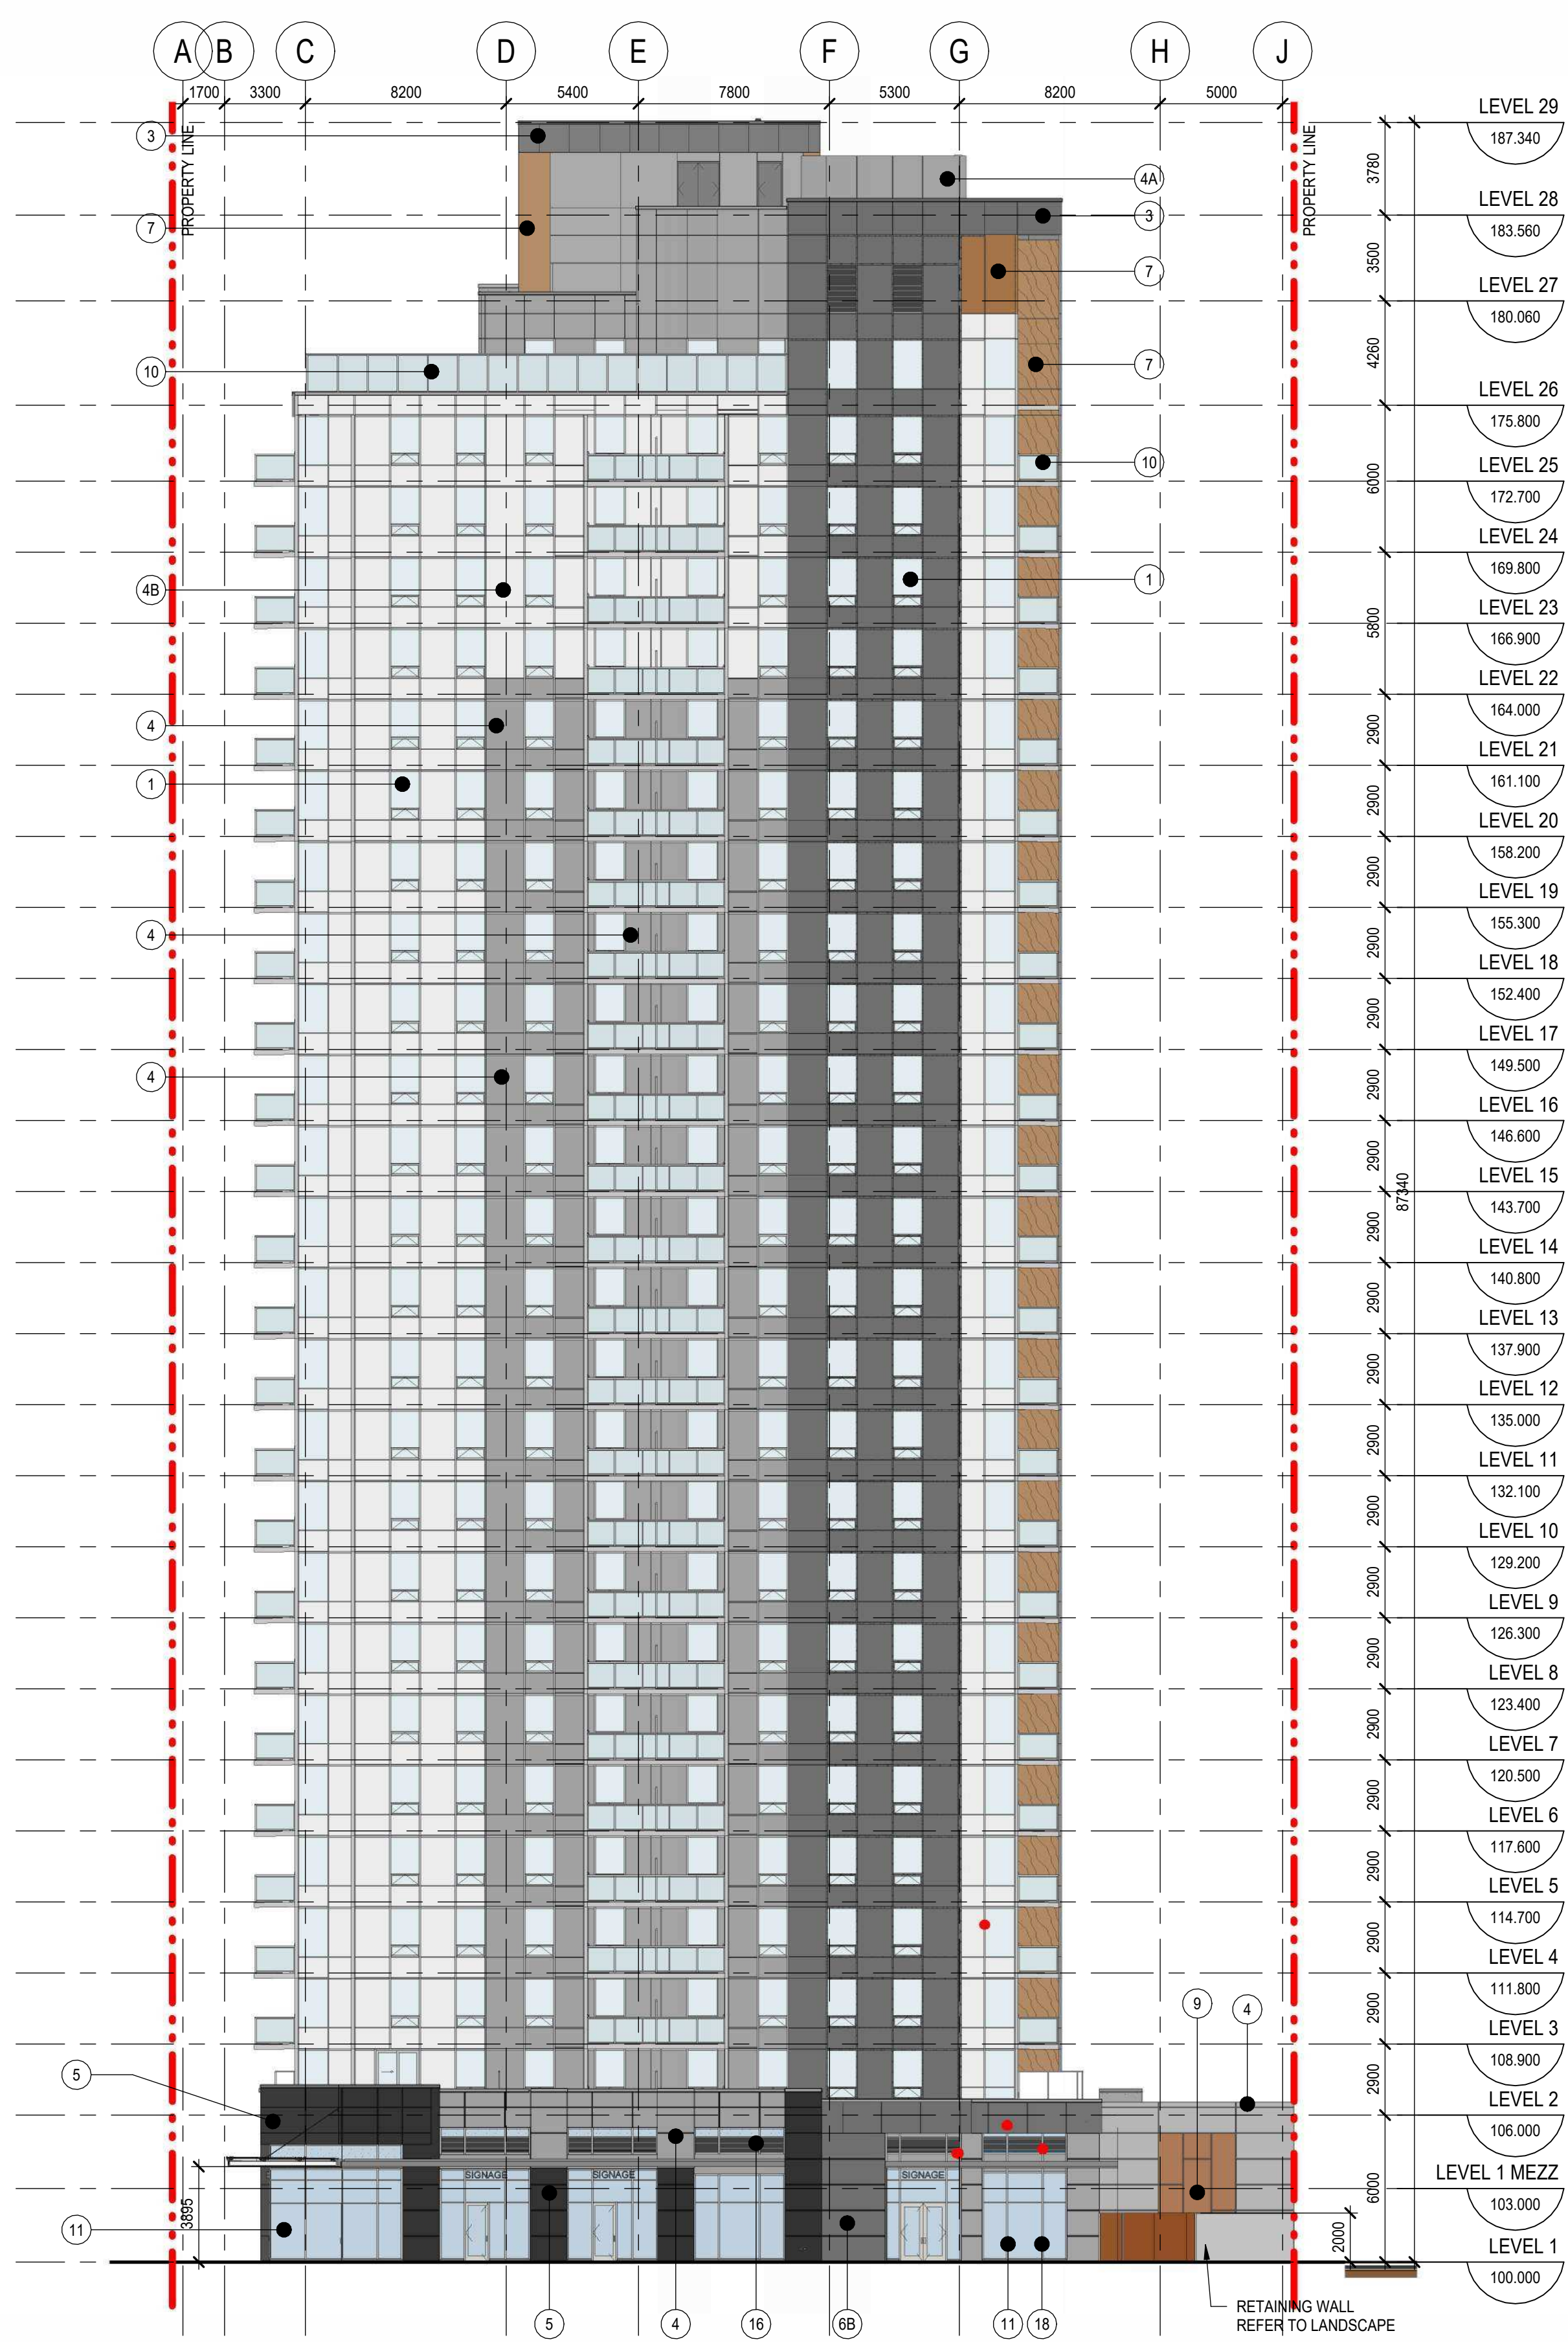 A B C D E F G H J
1700 3300 8200 5400 7800 5300 8200 5000
PROPERTY LINE
PROPERTY LINE
LEVEL 29
187.340
3780
LEVEL 28
183.560
3500
LEVEL 27
180.060
4260
LEVEL 26
175.800
LEVEL 25
6000
172.700
LEVEL 24
169.800
LEVEL 23
5800
166.900
LEVEL 22
164.000
2900
LEVEL 21
161.100
2900
LEVEL 20
158.200
2900
LEVEL 19
155.300
2900
LEVEL 18
152.400
2900
LEVEL 17
149.500
2900
LEVEL 16
146.600
2900
LEVEL 15
143.700
2900
87340
LEVEL 14
140.800
2900
LEVEL 13
137.900
2900
LEVEL 12
135.000
2900
LEVEL 11
132.100
2900
LEVEL 10
129.200
2900
LEVEL 9
126.300
2900
LEVEL 8
123.400
2900
LEVEL 7
120.500
2900
LEVEL 6
117.600
2900
LEVEL 5
114.700
2900
LEVEL 4
111.800
2900
LEVEL 3
108.900
2900
LEVEL 2
106.000
LEVEL 1 MEZZ
6000
103.000
LEVEL 1
100.000
3
7
10
4B
4
1
4
4
5
11
4A
3
7
7
10
1
9
4
3895
2000
SIGNAGE
SIGNAGE
SIGNAGE
5 4 16 6B 11 18
RETAINING WALL
REFER TO LANDSCAPE